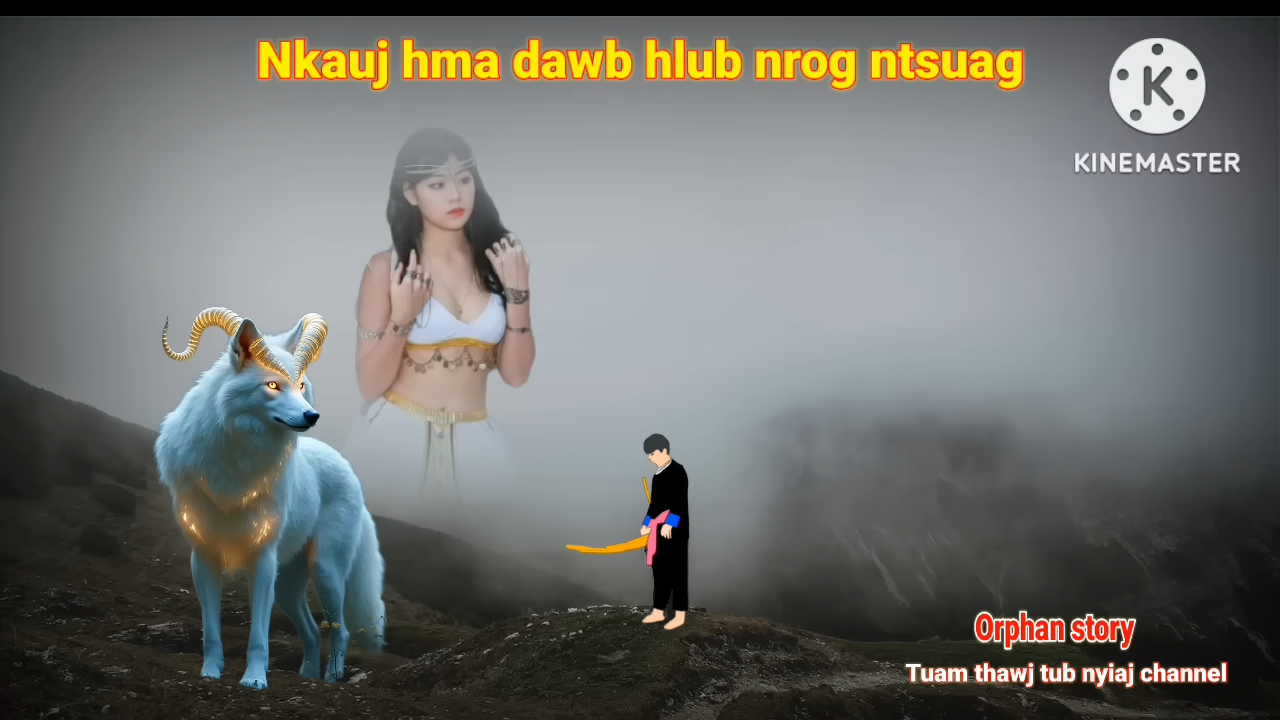 Nkauj hma dawb hlub nrog ntsuag
K
KINEMASTER
Orphan story
Tuam thawj tub nyiaj channel